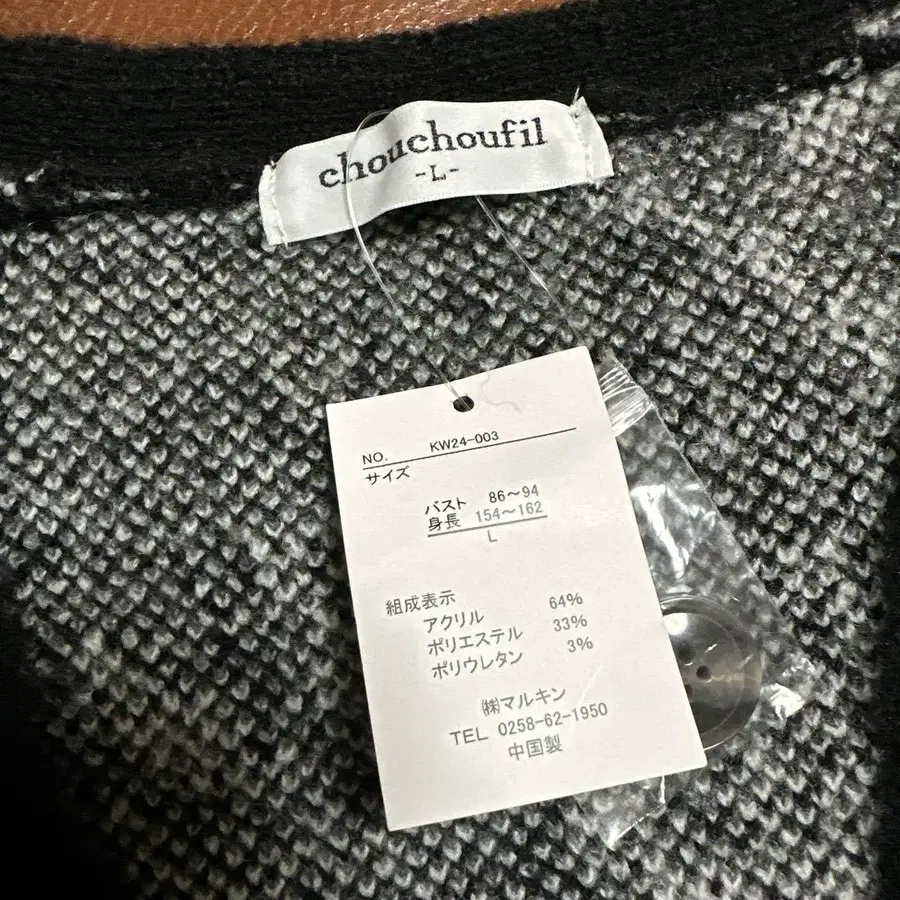 chouchoufil
-L-
NO. KW24-003
サイズ
バスト 86～94
身長 154～162
L
組成表示
アクリル 64%
ポリエステル 33%
ポリウレタン 3%
㈱マルキン
TEL 0258-62-1950
中国製